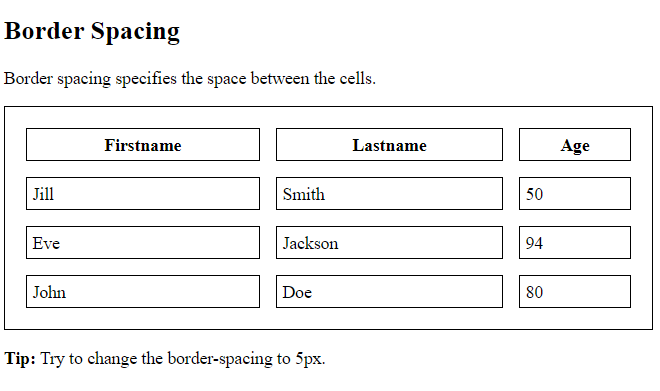 Border Spacing
Border spacing specifies the space between the cells.
Firstname Lastname Age
Jill Smith 50
Eve Jackson 94
John Doe 80
Tip: Try to change the border-spacing to 5px.